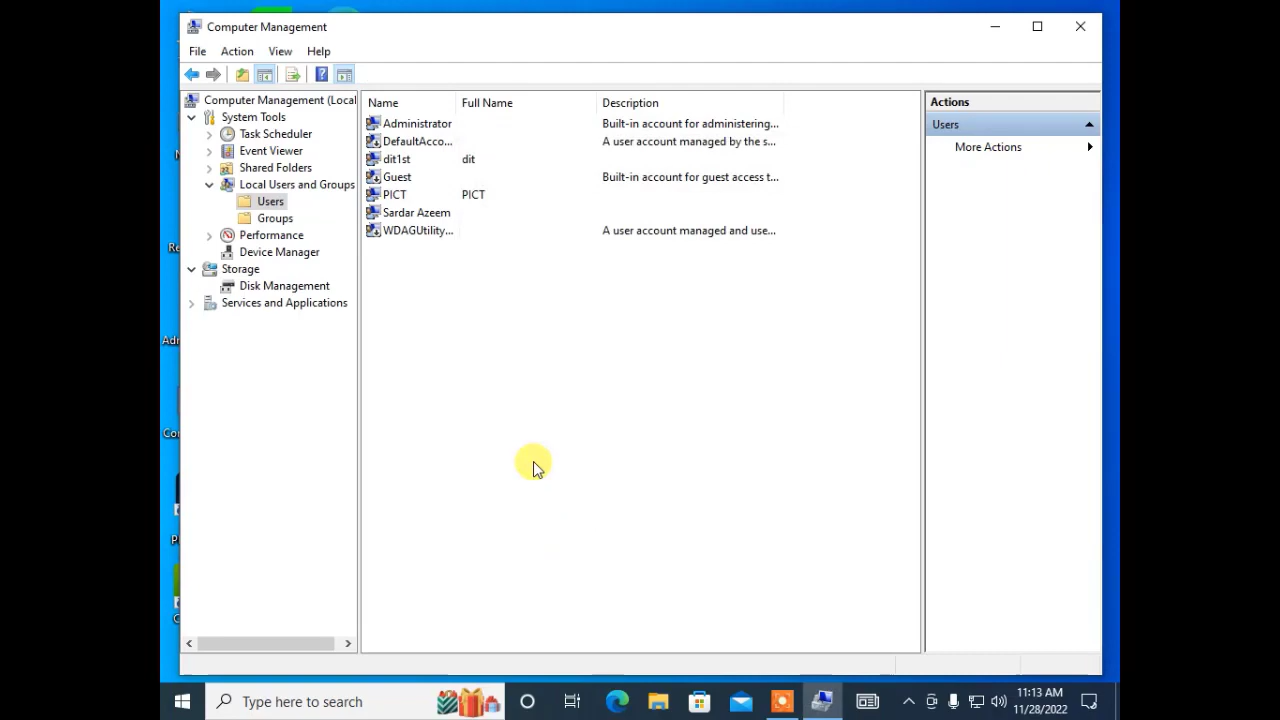 Computer Management
File Action View Help
Computer Management (Local
System Tools
Task Scheduler
Event Viewer
Shared Folders
Local Users and Groups
Users
Groups
Performance
Device Manager
Storage
Disk Management
Services and Applications
Name Full Name Description
Administrator Built-in account for administering...
DefaultAcco... A user account managed by the s...
dit1st dit
Guest Built-in account for guest access t...
PICT PICT
Sardar Azeem
WDAGUtility... A user account managed and use...
Actions
Users
More Actions
Type here to search
11:13 AM
11/28/2022